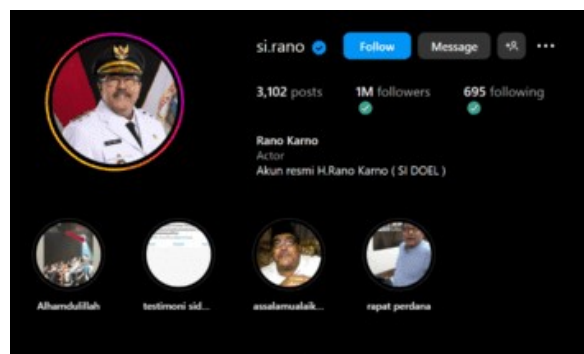 si.rano
Follow
Message
3,102 posts
1M followers
695 following
Rano Karno
Actor
Akun resmi H.Rano Karno ( SI DOEL )
Alhamdulillah
testimoni sid...
assalamualaik...
rapat perdana